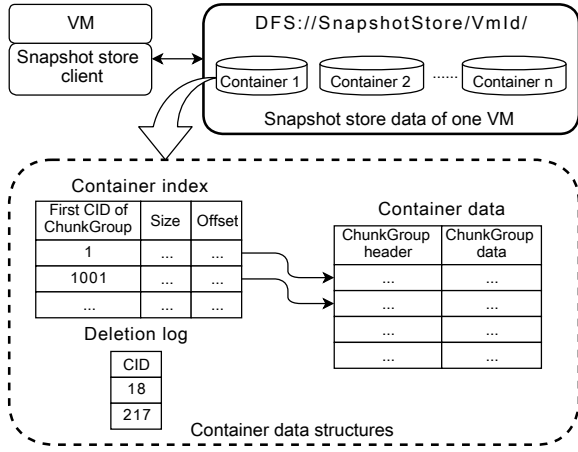 VM
Snapshot store
client
DFS://SnapshotStore/VmId/
Container 1
Container 2
......
Container n
Snapshot store data of one VM
Container index
First CID of
ChunkGroup
Size
Offset
1
...
...
1001
...
...
...
...
...
Container data
ChunkGroup
header
ChunkGroup
data
...
...
...
...
...
...
...
...
Deletion log
CID
18
217
Container data structures